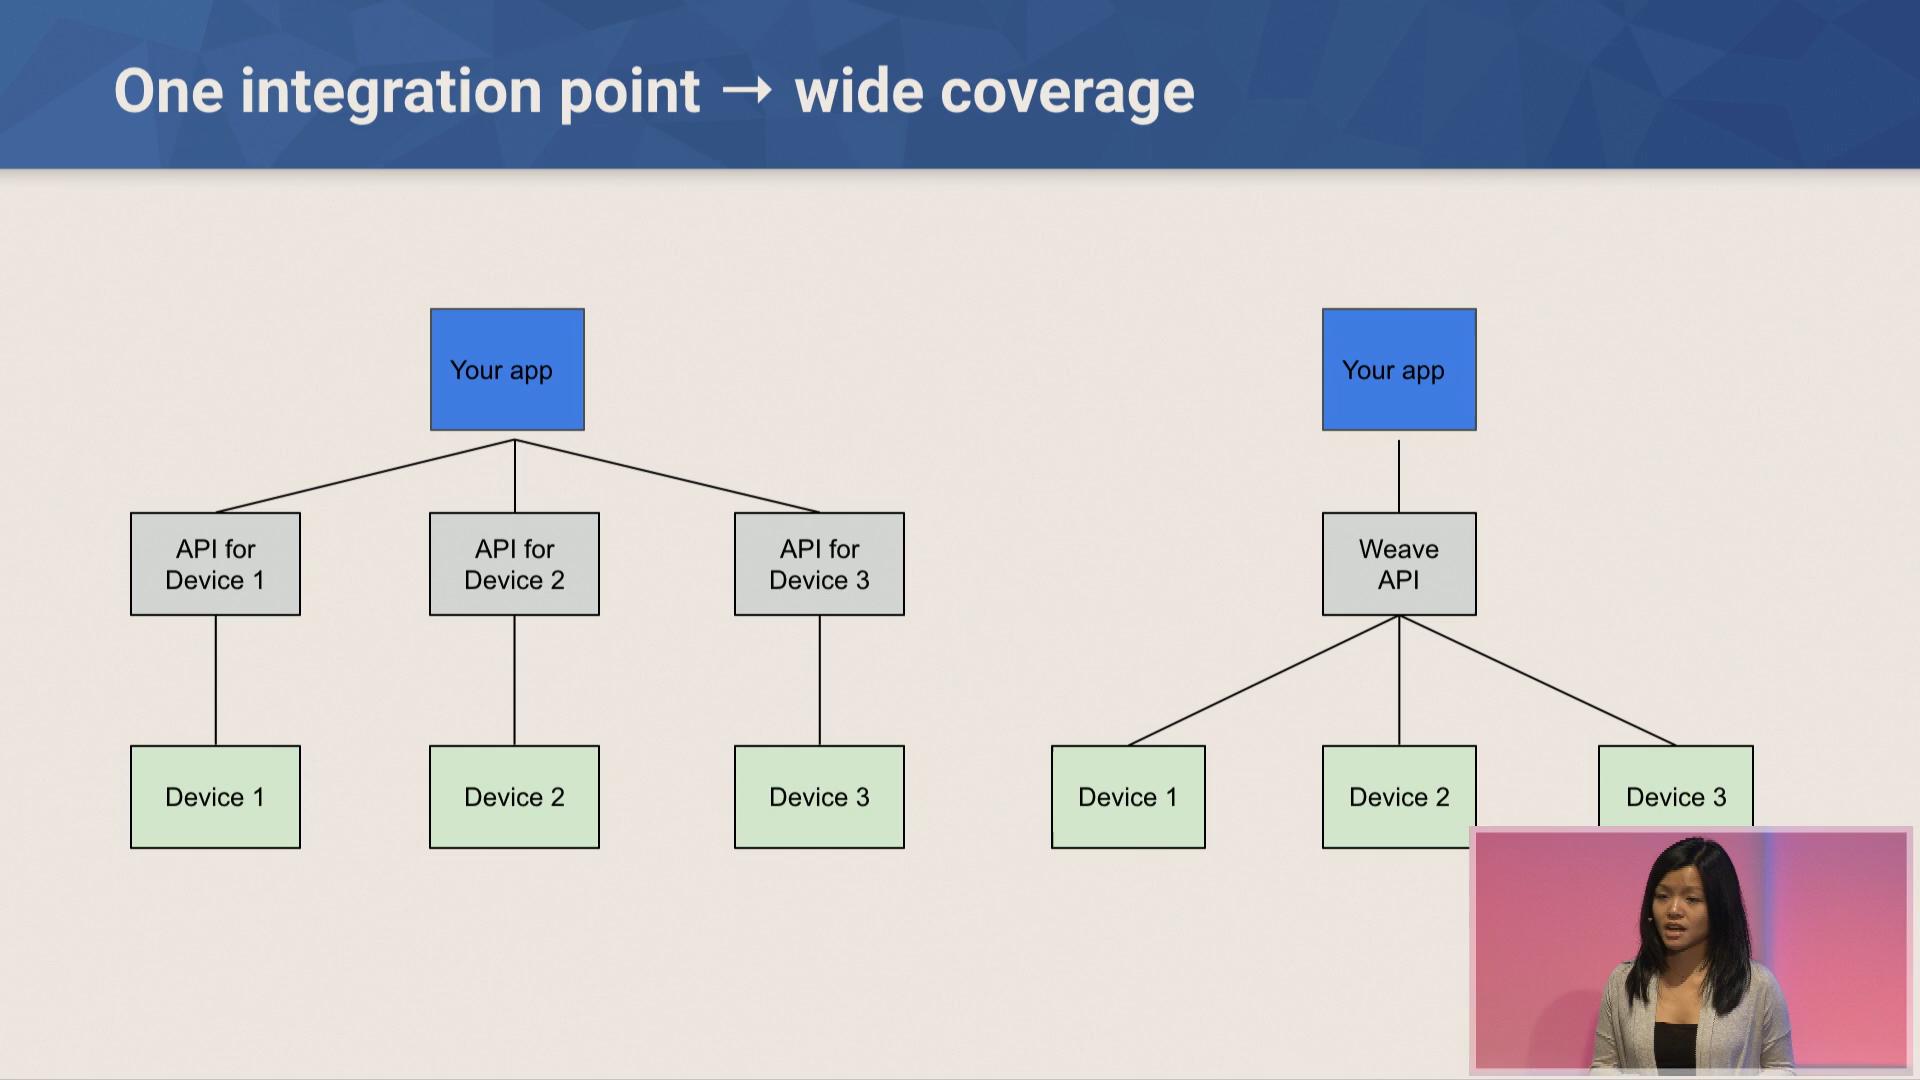 One integration point → wide coverage
Your app
API for
Device 1
API for
Device 2
API for
Device 3
Device 1
Device 2
Device 3
Your app
Weave
API
Device 1
Device 2
Device 3